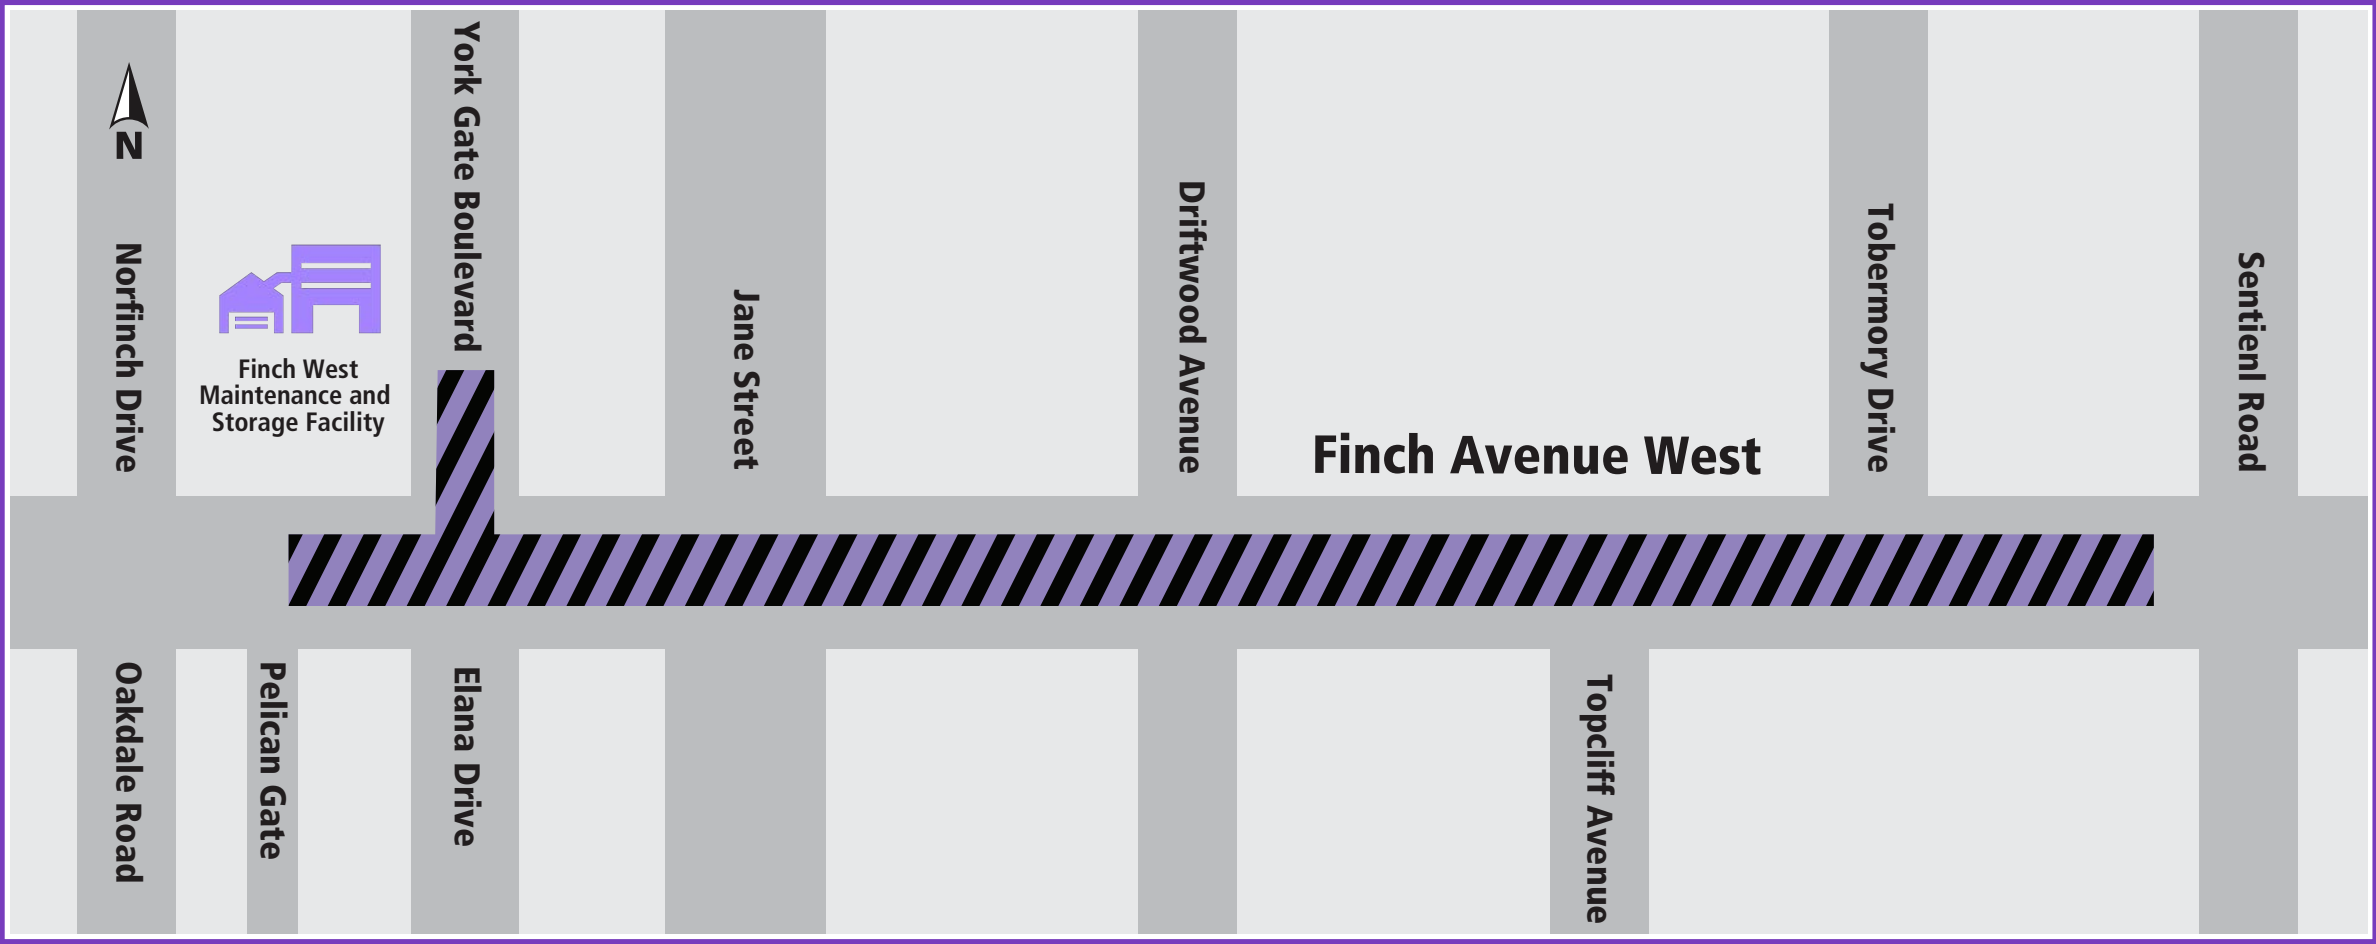 N
Norfinch Drive
Finch West
Maintenance and
Storage Facility
York Gate Boulevard
Jane Street
Driftwood Avenue
Finch Avenue West
Tobermory Drive
Sentienl Road
Oakdale Road
Pelican Gate
Elana Drive
Topcliff Avenue